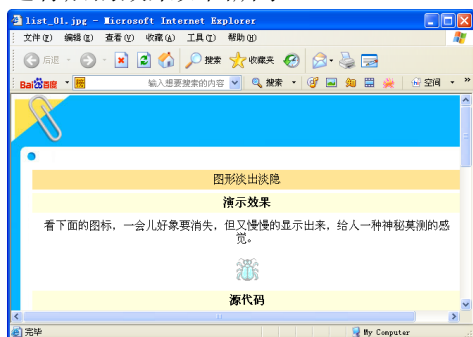 list_01.jpg - Microsoft Internet Explorer
文件(F) 编辑(E) 查看(V) 收藏(A) 工具(T) 帮助(H)
后退 搜索 收藏夹
Bai 百度 输入想要搜索的内容 搜索 空间
图形淡出淡隐
演示效果
看下面的图标，一会儿好象要消失，但又慢慢的显示出来，给人一种神秘莫测的感
觉。
源代码
完毕 My Computer